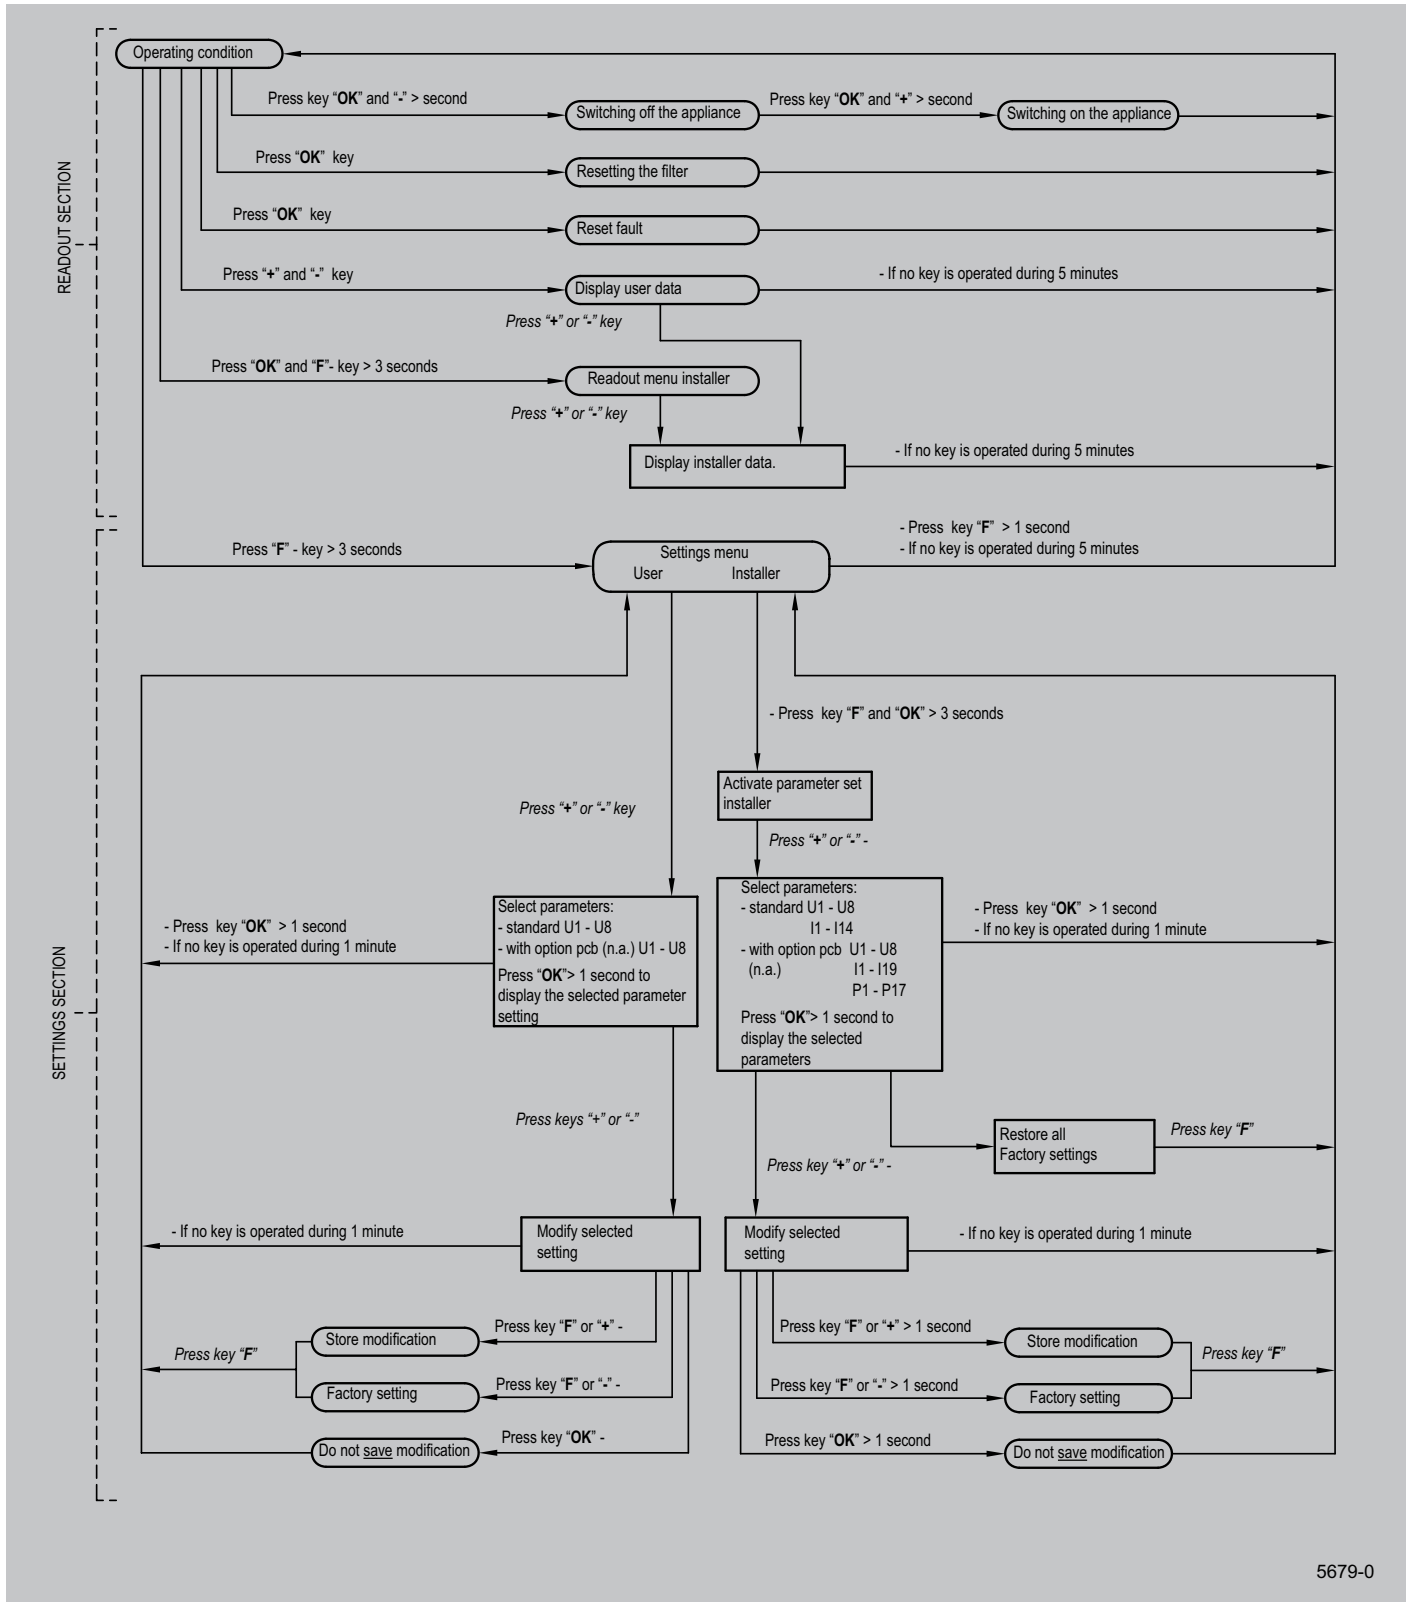 Operating condition
Press key “OK” and “-” > second
Switching off the appliance
Press key “OK” and “+” > second
Switching on the appliance
Press “OK” key
Resetting the filter
Press “OK” key
Reset fault
Press “+” and “-” key
Display user data
- If no key is operated during 5 minutes
Press “+” or “-” key
Press “OK” and “F”- key > 3 seconds
Readout menu installer
Press “+” or “-” key
Display installer data.
- If no key is operated during 5 minutes
READOUT SECTION
Press “F” - key > 3 seconds
Settings menu
User Installer
- Press key “F” > 1 second
- If no key is operated during 5 minutes
- Press key “F” and “OK” > 3 seconds
Activate parameter set
installer
Press “+” or “-” key
Press “+” or “-” -
- Press key “OK” > 1 second
- If no key is operated during 1 minute
Select parameters:
- standard U1 - U8
- with option pcb (n.a.) U1 - U8
Press “OK”> 1 second to
display the selected parameter
setting
Select parameters:
- standard U1 - U8
I1 - I14
- with option pcb U1 - U8
(n.a.) I1 - I19
P1 - P17
Press “OK”> 1 second to
display the selected
parameters
- Press key “OK” > 1 second
- If no key is operated during 1 minute
SETTINGS SECTION
Press keys “+” or “-”
Press key “+” or “-” -
Restore all
Factory settings
Press key “F”
- If no key is operated during 1 minute
Modify selected
setting
Modify selected
setting
- If no key is operated during 1 minute
Press key “F”
Store modification
Press key “F” or “+” -
Factory setting
Press key “F” or “-” -
Do not save modification
Press key “OK” -
Press key “F” or “+” > 1 second
Store modification
Press key “F”
Press key “F” or “-” > 1 second
Factory setting
Press key “OK” > 1 second
Do not save modification
5679-0